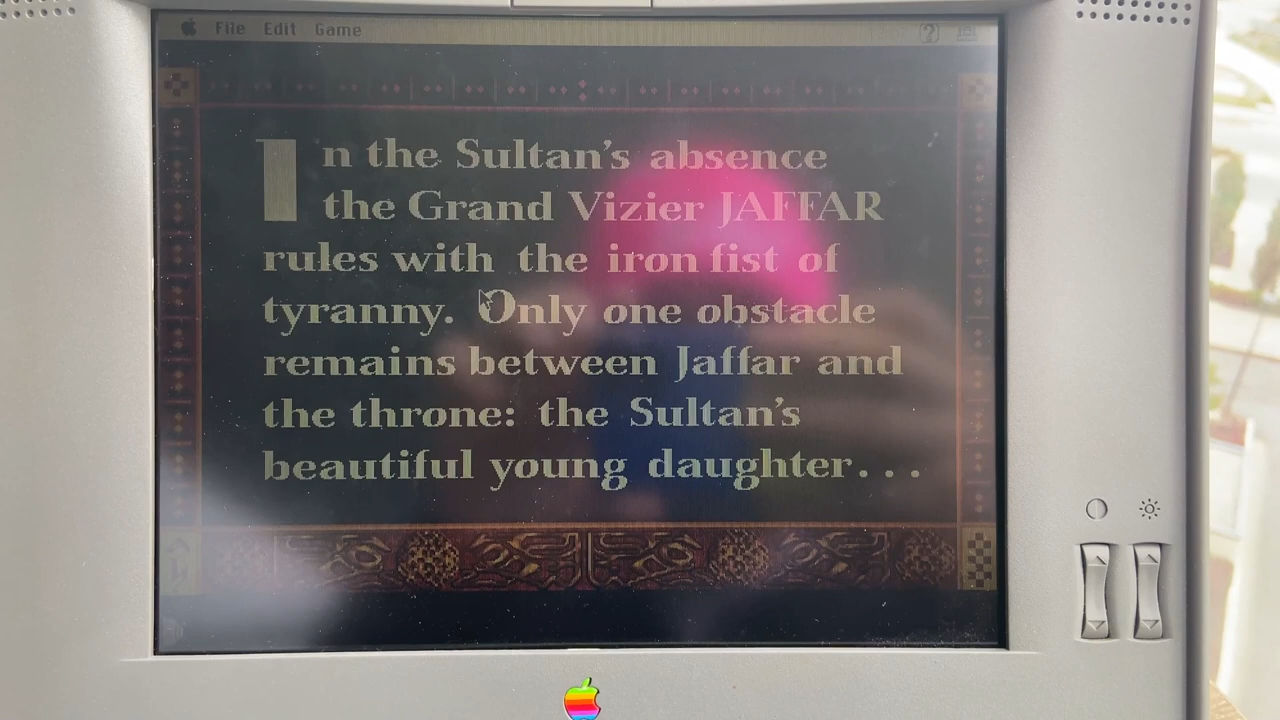 File Edit Game
In the Sultan's absence
the Grand Vizier JAFFAR
rules with the iron fist of
tyranny. Only one obstacle
remains between Jaffar and
the throne: the Sultan's
beautiful young daughter...